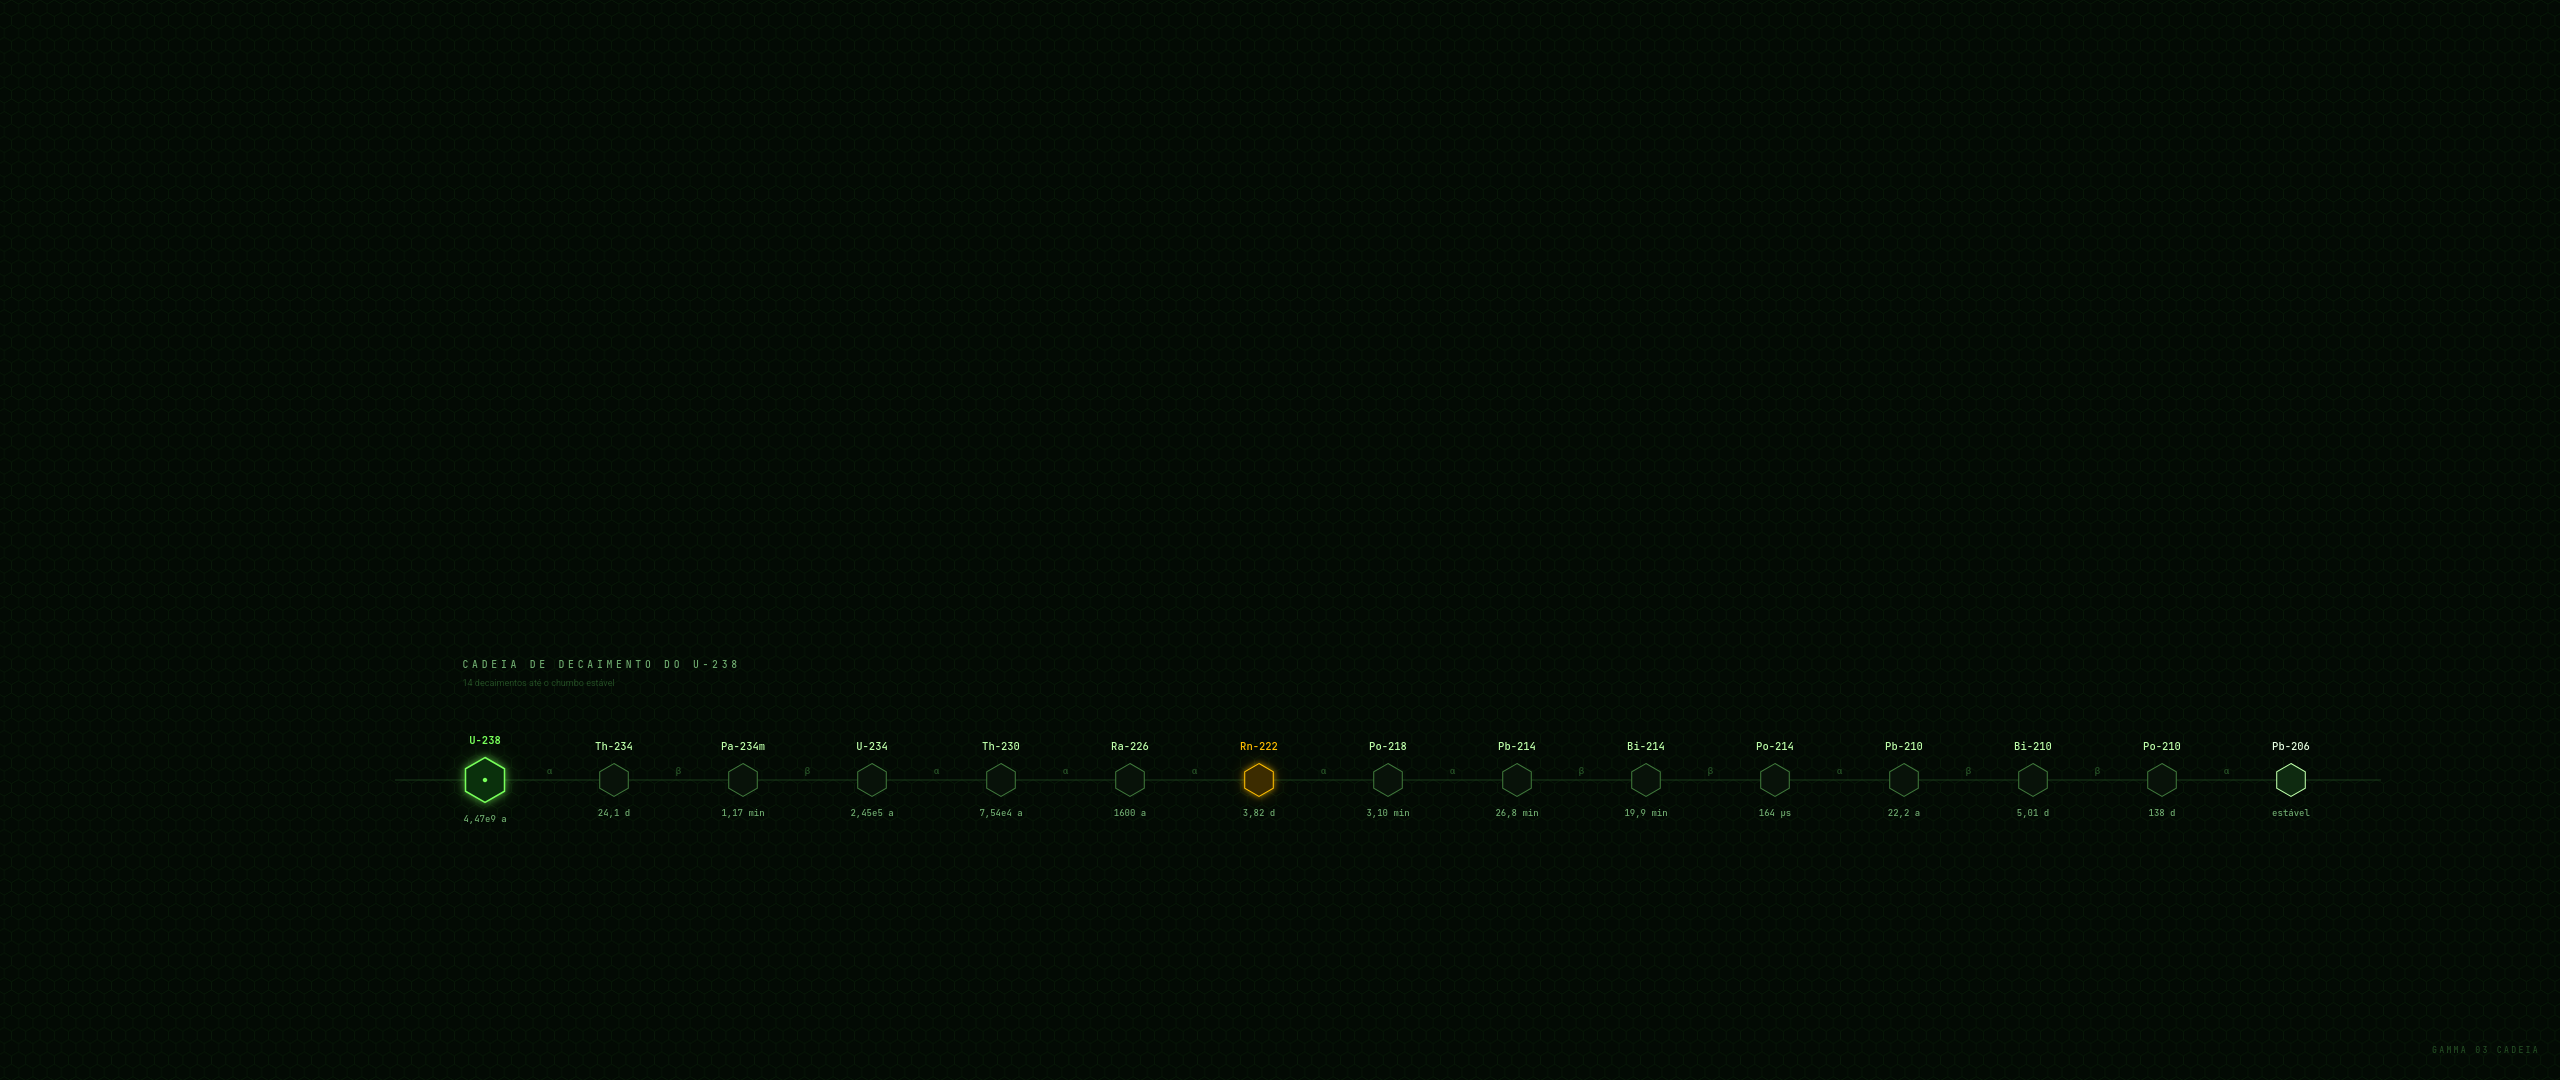 CADEIA DE DECAIMENTO DO U-238
14 decaimentos até o chumbo estável
U-238 Th-234 Pa-234m U-234 Th-230 Ra-226 Rn-222 Po-218 Pb-214 Bi-214 Po-214 Pb-210 Bi-210 Po-210 Pb-206
α β β α α α α α β β α β β α
4,47e9 a 24,1 d 1,17 min 2,45e5 a 7,54e4 a 1600 a 3,82 d 3,10 min 26,8 min 19,9 min 164 µs 22,2 a 5,01 d 138 d estável
GAMMA 03 CADEIA